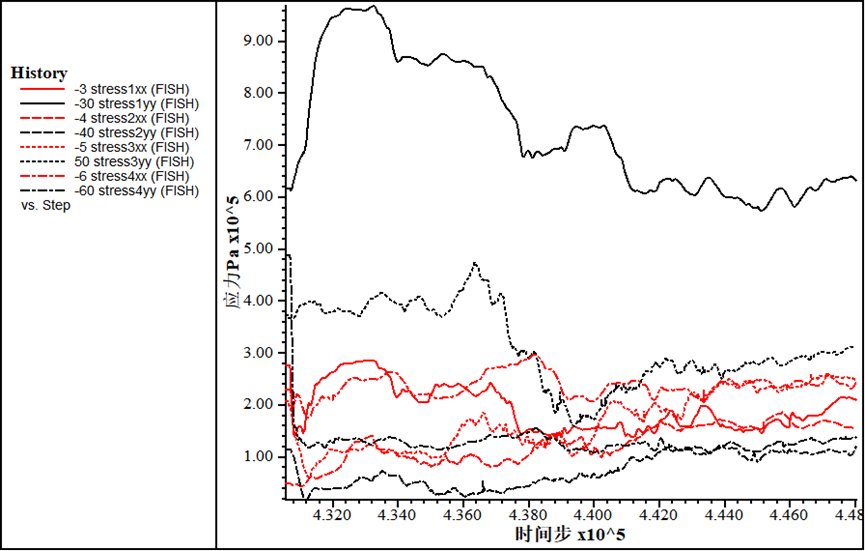 History
-3 stress1xx (FISH)
-30 stress1yy (FISH)
-4 stress2xx (FISH)
-40 stress2yy (FISH)
-5 stress3xx (FISH)
50 stress3yy (FISH)
-6 stress4xx (FISH)
-60 stress4yy (FISH)
vs. Step
应力Pa x10^5
9.00
8.00
7.00
6.00
5.00
4.00
3.00
2.00
1.00
4.320 4.340 4.360 4.380 4.400 4.420 4.440 4.460 4.48
时间步 x10^5